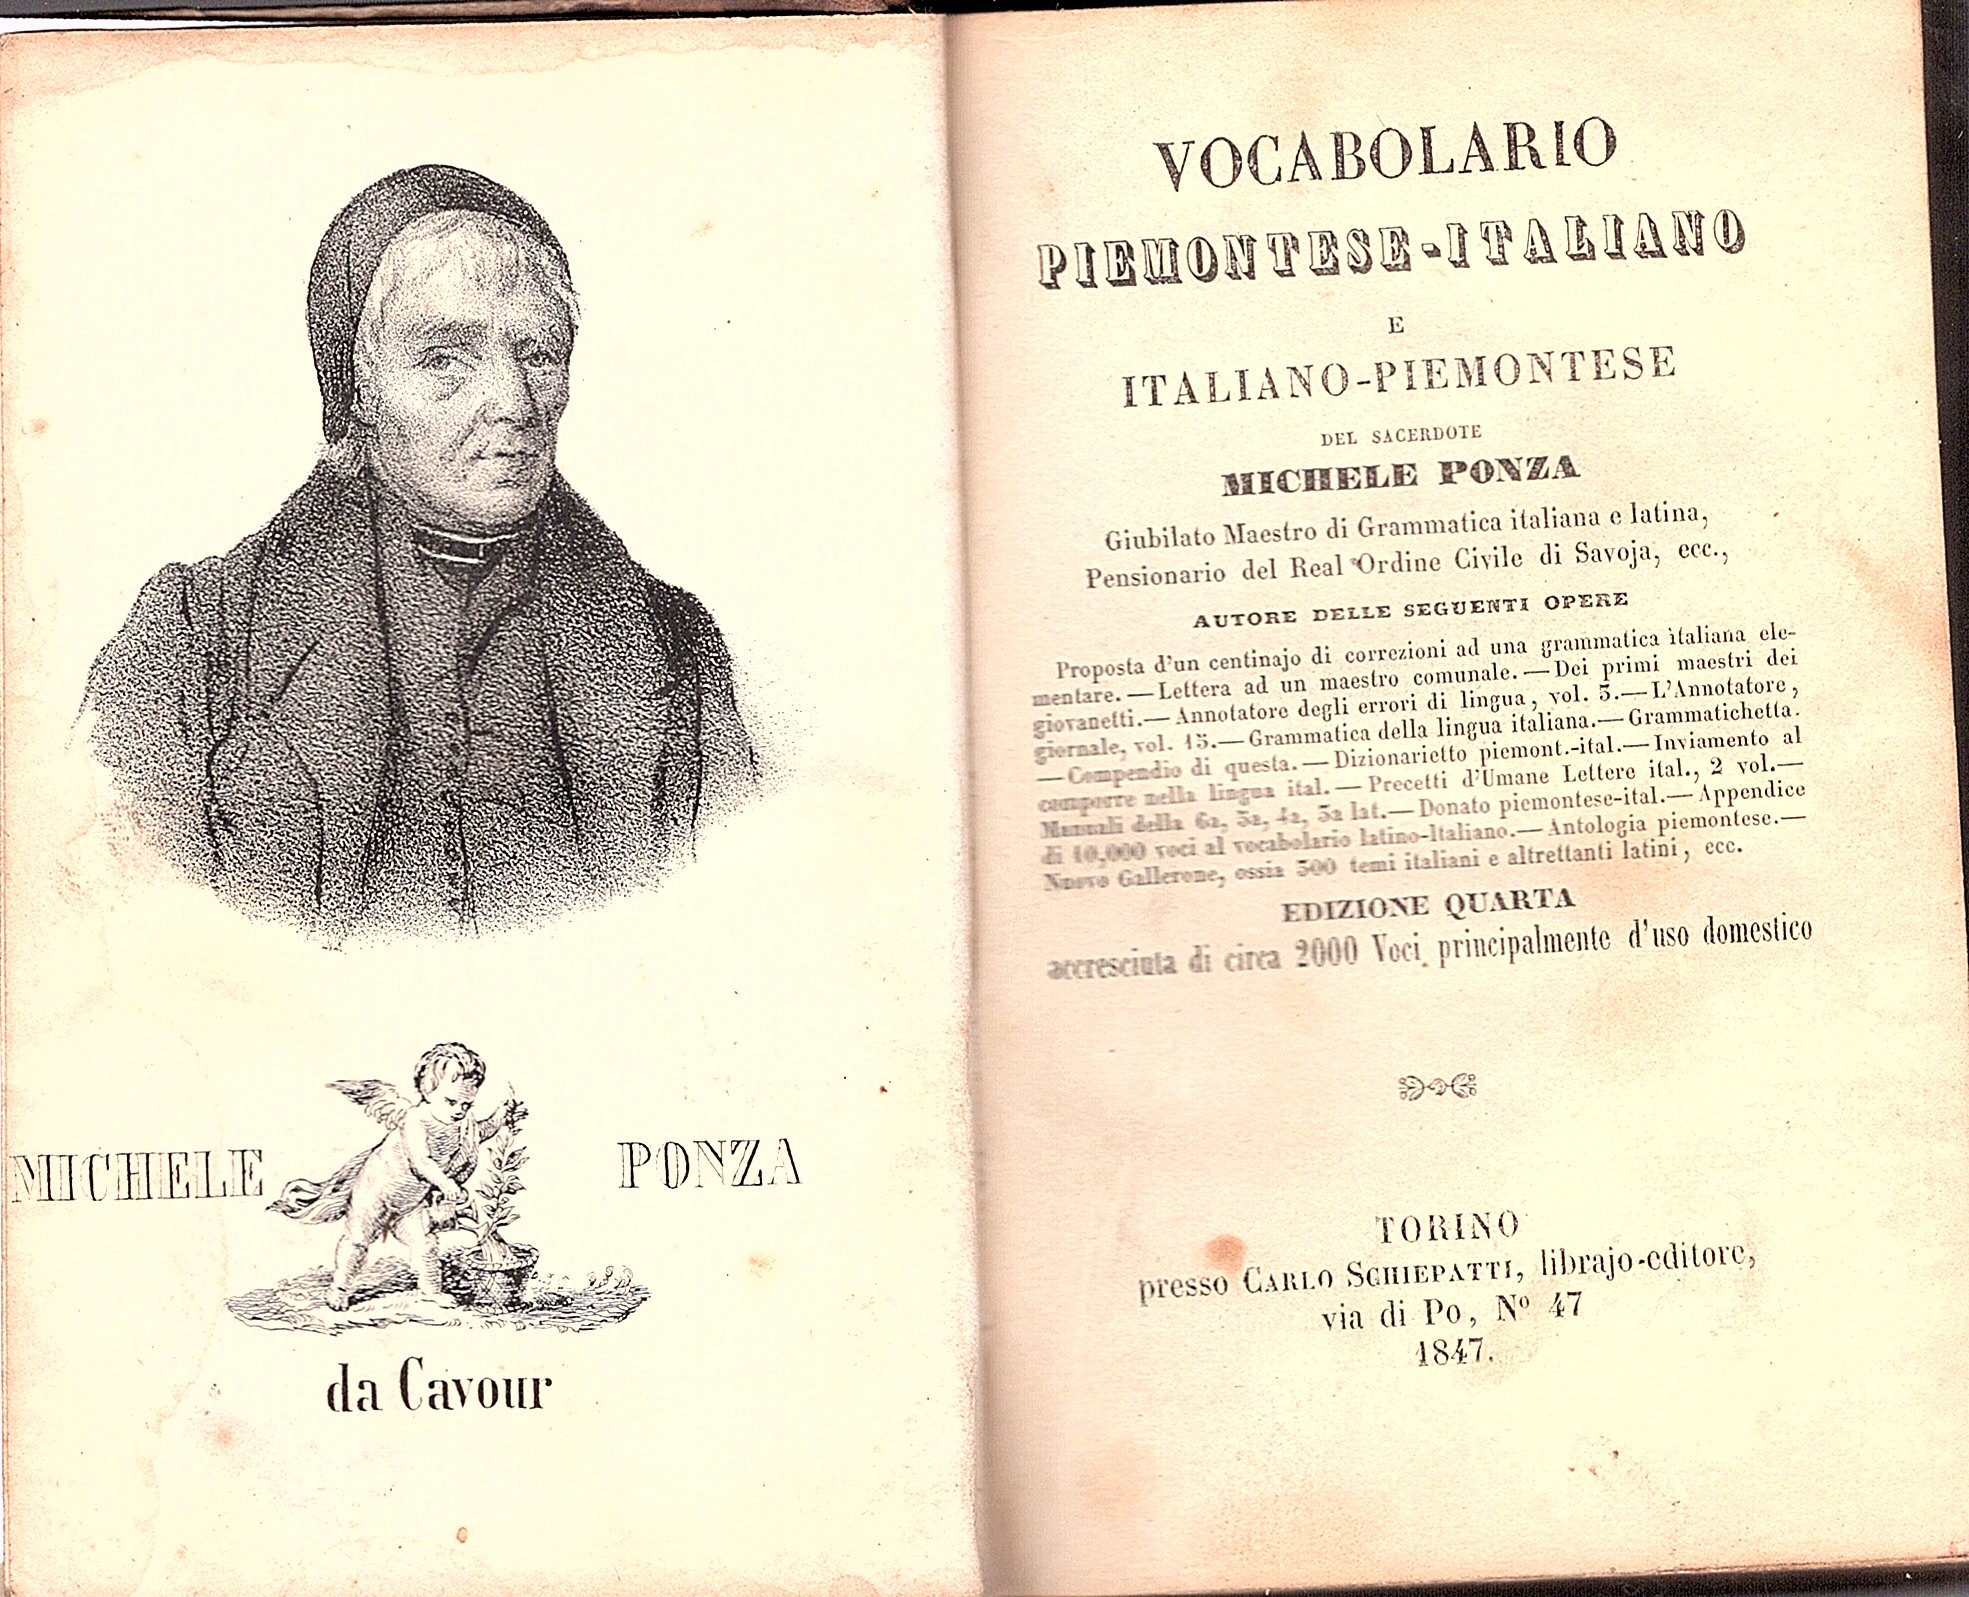 MICHELE PONZA
da Cavour
VOCABOLARIO
PIEMONTESE-ITALIANO
E
ITALIANO-PIEMONTESE
DEL SACERDOTE
MICHELE PONZA
Giubilato Maestro di Grammatica italiana e latina,
Pensionario del Real Ordine Civile di Savoja, ecc.,
AUTORE DELLE SEGUENTI OPERE
Proposta d'un centinajo di correzioni ad una grammatica italiana ele-
mentare. — Lettera ad un maestro comunale. — Dei primi maestri dei
giovanetti. — Annotatore degli errori di lingua, vol. 3. — L'Annotatore,
giornale, vol. 15. — Grammatica della lingua italiana. — Grammatichetta.
— Compendio di questa. — Dizionarietto piemont.-ital. — Inviamento al
comporre nella lingua ital. — Precetti d'Umane Lettere ital., 2 vol. —
Manuali della 6a, 5a, 4a, 3a lat. — Donato piemontese-ital. — Appendice
di 10,000 voci al vocabolario latino-Italiano. — Antologia piemontese. —
Nuovo Gallerone, ossia 500 temi italiani e altrettanti latini, ecc.
EDIZIONE QUARTA
accresciuta di circa 2000 Voci principalmente d'uso domestico
TORINO
presso CARLO SCHIEPATTI, librajo-editore,
via di Po, Nº 47
1847.